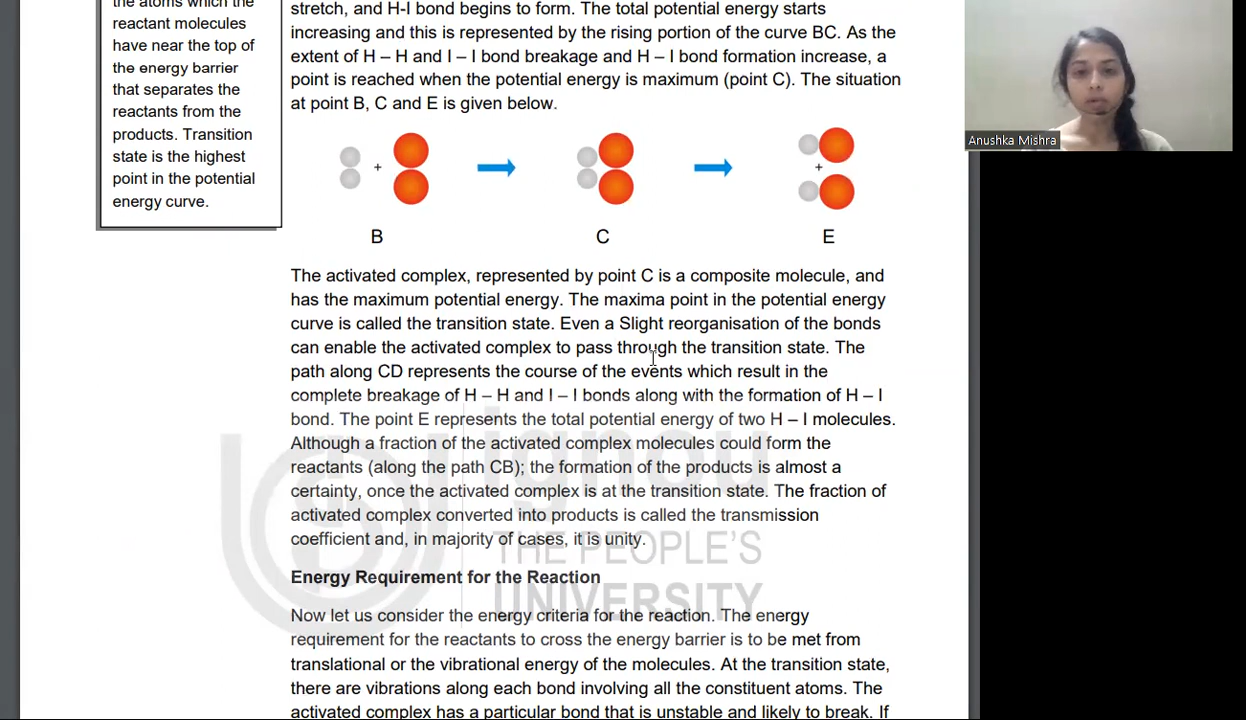 the atoms which the
reactant molecules
have near the top of
the energy barrier
that separates the
reactants from the
products. Transition
state is the highest
point in the potential
energy curve.
stretch, and H-I bond begins to form. The total potential energy starts
increasing and this is represented by the rising portion of the curve BC. As the
extent of H – H and I – I bond breakage and H – I bond formation increase, a
point is reached when the potential energy is maximum (point C). The situation
at point B, C and E is given below.
Anushka Mishra
+
+
B
C
E
The activated complex, represented by point C is a composite molecule, and
has the maximum potential energy. The maxima point in the potential energy
curve is called the transition state. Even a Slight reorganisation of the bonds
can enable the activated complex to pass through the transition state. The
path along CD represents the course of the events which result in the
complete breakage of H – H and I – I bonds along with the formation of H – I
bond. The point E represents the total potential energy of two H – I molecules.
Although a fraction of the activated complex molecules could form the
reactants (along the path CB); the formation of the products is almost a
certainty, once the activated complex is at the transition state. The fraction of
activated complex converted into products is called the transmission
coefficient and, in majority of cases, it is unity.
ignou
THE PEOPLE'S
UNIVERSITY
Energy Requirement for the Reaction
Now let us consider the energy criteria for the reaction. The energy
requirement for the reactants to cross the energy barrier is to be met from
translational or the vibrational energy of the molecules. At the transition state,
there are vibrations along each bond involving all the constituent atoms. The
activated complex has a particular bond that is unstable and likely to break. If